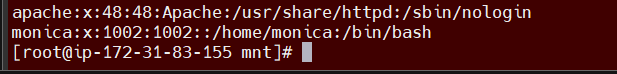 apache:x:48:48:Apache:/usr/share/httpd:/sbin/nologin
monica:x:1002:1002::/home/monica:/bin/bash
[root@ip-172-31-83-155 mnt]#